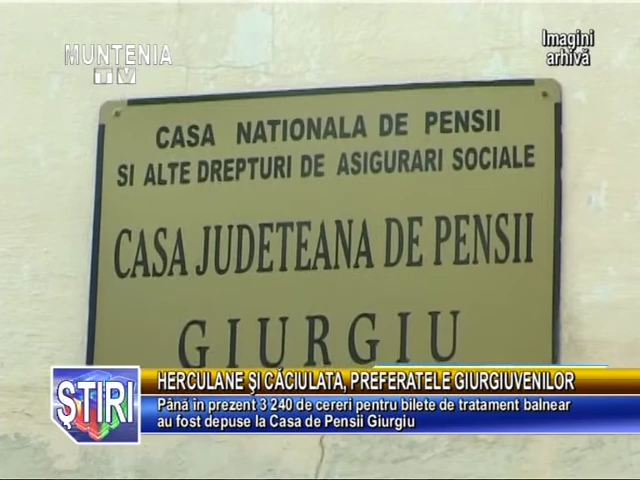 MUNTENIA
TV
Imagini
arhivă
CASA NATIONALA DE PENSII
SI ALTE DREPTURI DE ASIGURARI SOCIALE
CASA JUDETEANA DE PENSII
GIURGIU
ŞTIRI
HERCULANE ŞI CĂCIULATA, PREFERATELE GIURGIUVENILOR
Până în prezent 3 240 de cereri pentru bilete de tratament balnear
au fost depuse la Casa de Pensii Giurgiu